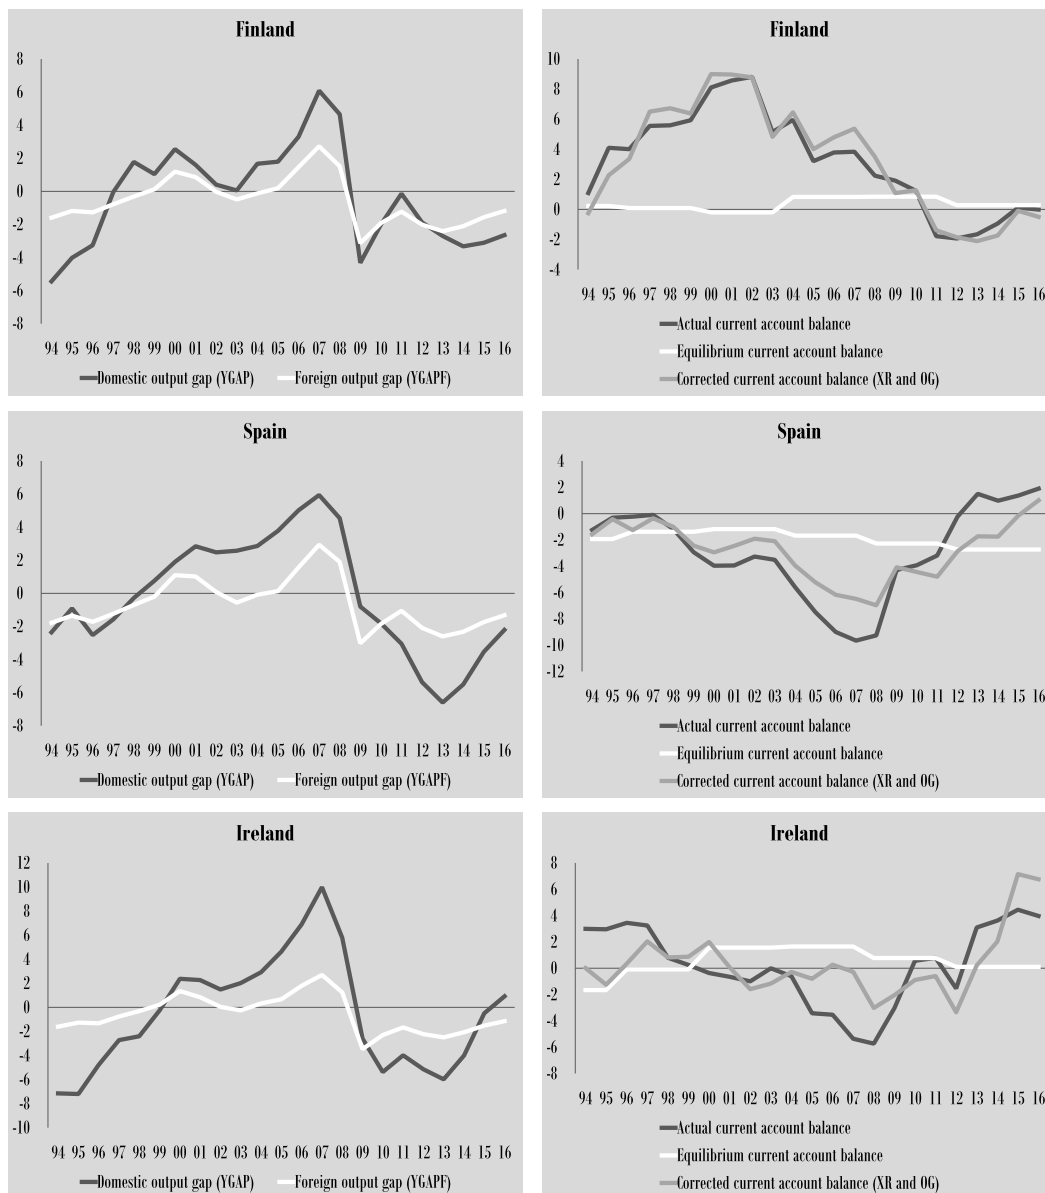 Finland
8
6
4
2
0
-2
-4
-6
-8
94 95 96 97 98 99 00 01 02 03 04 05 06 07 08 09 10 11 12 13 14 15 16
Domestic output gap (YGAP) Foreign output gap (YGAPF)
Finland
10
8
6
4
2
0
-2
-4
94 95 96 97 98 99 00 01 02 03 04 05 06 07 08 09 10 11 12 13 14 15 16
Actual current account balance
Equilibrium current account balance
Corrected current account balance (XR and OG)
Spain
8
6
4
2
0
-2
-4
-6
-8
94 95 96 97 98 99 00 01 02 03 04 05 06 07 08 09 10 11 12 13 14 15 16
Domestic output gap (YGAP) Foreign output gap (YGAPF)
Spain
4
2
0
-2
-4
-6
-8
-10
-12
94 95 96 97 98 99 00 01 02 03 04 05 06 07 08 09 10 11 12 13 14 15 16
Actual current account balance
Equilibrium current account balance
Corrected current account balance (XR and OG)
Ireland
12
10
8
6
4
2
0
-2
-4
-6
-8
-10
94 95 96 97 98 99 00 01 02 03 04 05 06 07 08 09 10 11 12 13 14 15 16
Domestic output gap (YGAP) Foreign output gap (YGAPF)
Ireland
8
6
4
2
0
-2
-4
-6
-8
94 95 96 97 98 99 00 01 02 03 04 05 06 07 08 09 10 11 12 13 14 15 16
Actual current account balance
Equilibrium current account balance
Corrected current account balance (XR and OG)